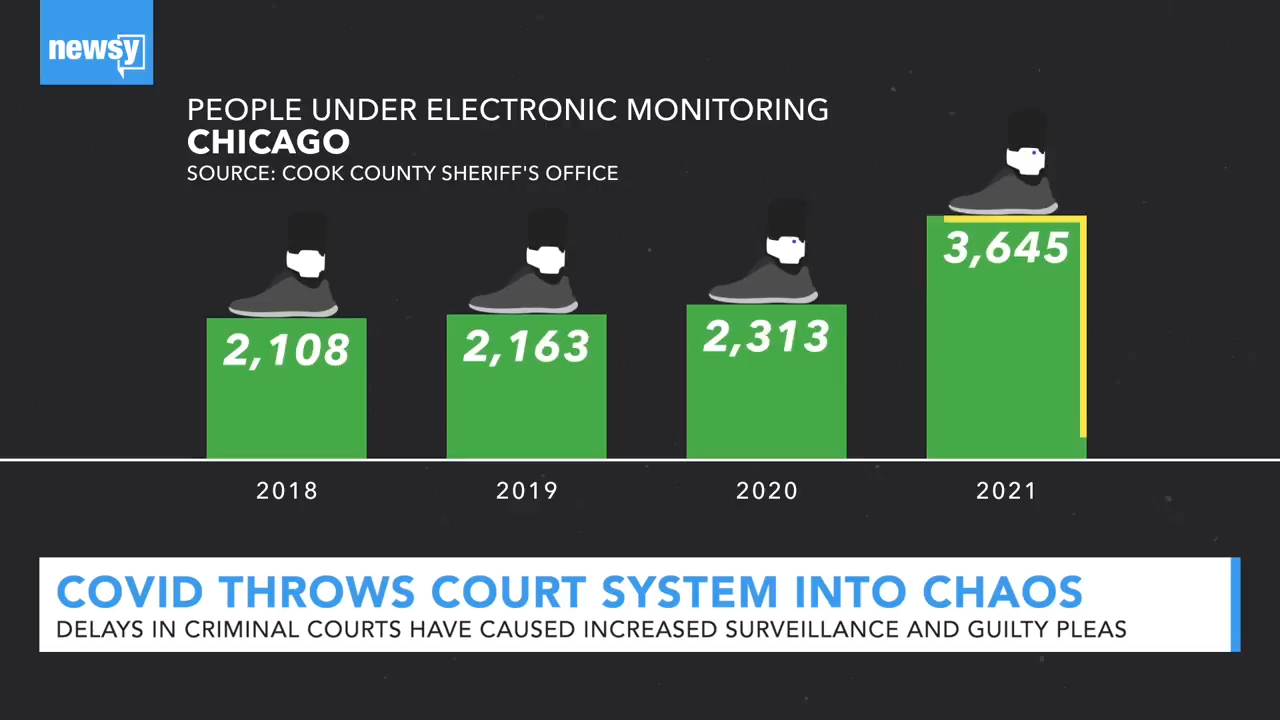 newsy
PEOPLE UNDER ELECTRONIC MONITORING
CHICAGO
SOURCE: COOK COUNTY SHERIFF'S OFFICE
2,108
2,163
2,313
3,645
2018
2019
2020
2021
COVID THROWS COURT SYSTEM INTO CHAOS
DELAYS IN CRIMINAL COURTS HAVE CAUSED INCREASED SURVEILLANCE AND GUILTY PLEAS